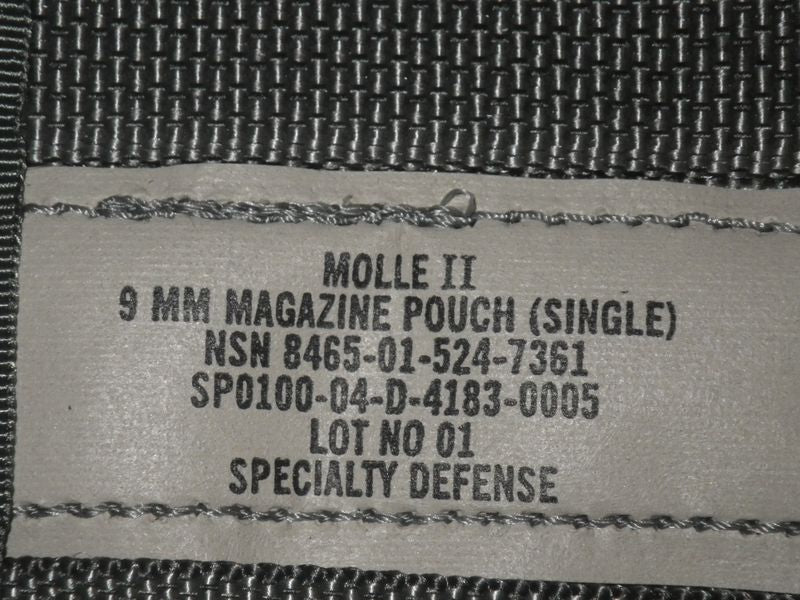 MOLLE II
9 MM MAGAZINE POUCH (SINGLE)
NSN 8465-01-524-7361
SP0100-04-D-4183-0005
LOT NO 01
SPECIALTY DEFENSE